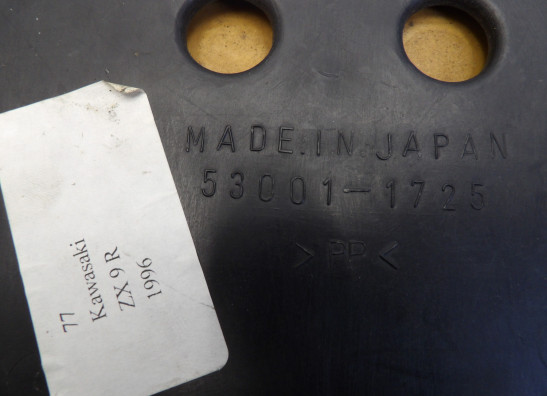 MADE.IN.JAPAN
53001-1725
>PP<
77
Kawasaki
ZX 9 R
1996